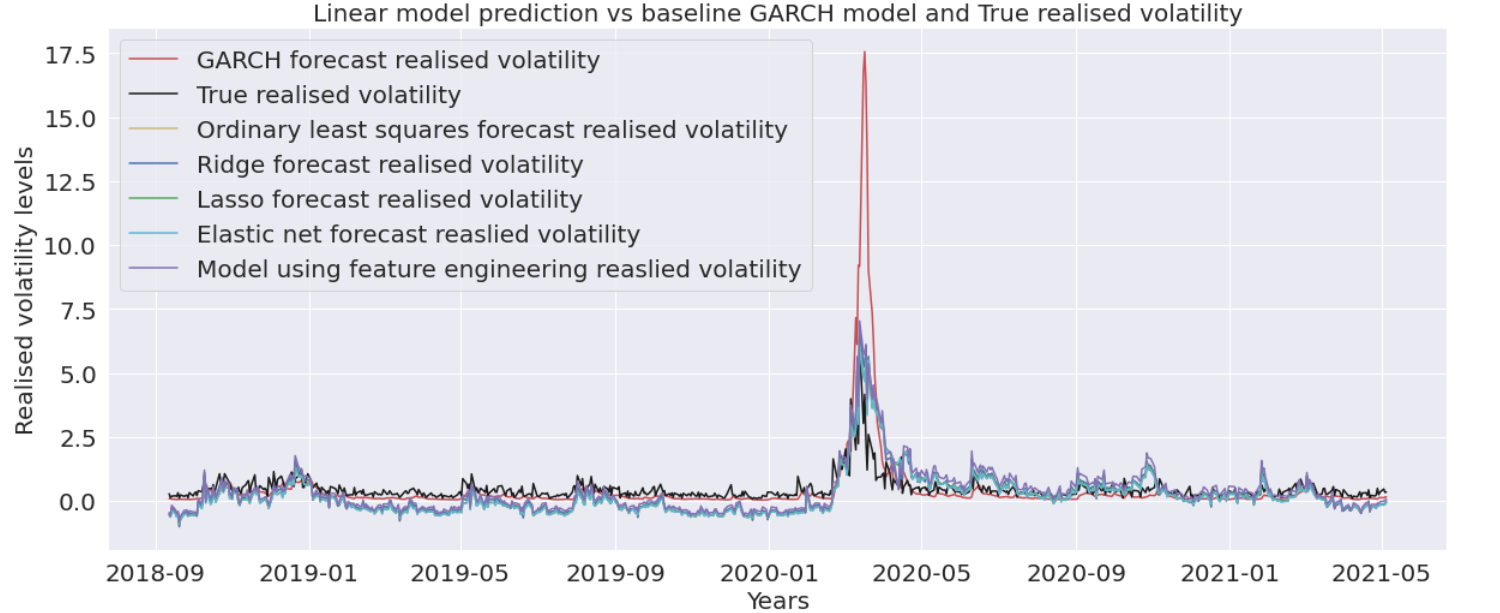 Linear model prediction vs baseline GARCH model and True realised volatility
GARCH forecast realised volatility
True realised volatility
Ordinary least squares forecast realised volatility
Ridge forecast realised volatility
Lasso forecast realised volatility
Elastic net forecast reaslied volatility
Model using feature engineering reaslied volatility
Realised volatility levels
17.5
15.0
12.5
10.0
7.5
5.0
2.5
0.0
2018-09 2019-01 2019-05 2019-09 2020-01 2020-05 2020-09 2021-01 2021-05
Years